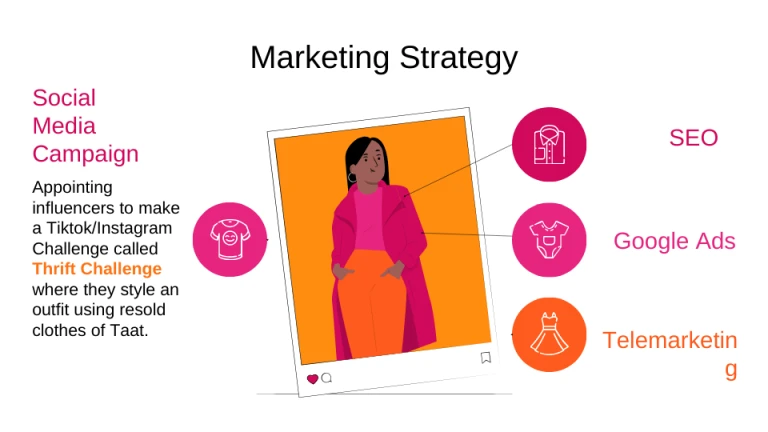 Marketing Strategy
Social
Media
Campaign
Appointing
influencers to make
a Tiktok/Instagram
Challenge called
Thrift Challenge
where they style an
outfit using resold
clothes of Taat.
SEO
Google Ads
Telemarketin
g